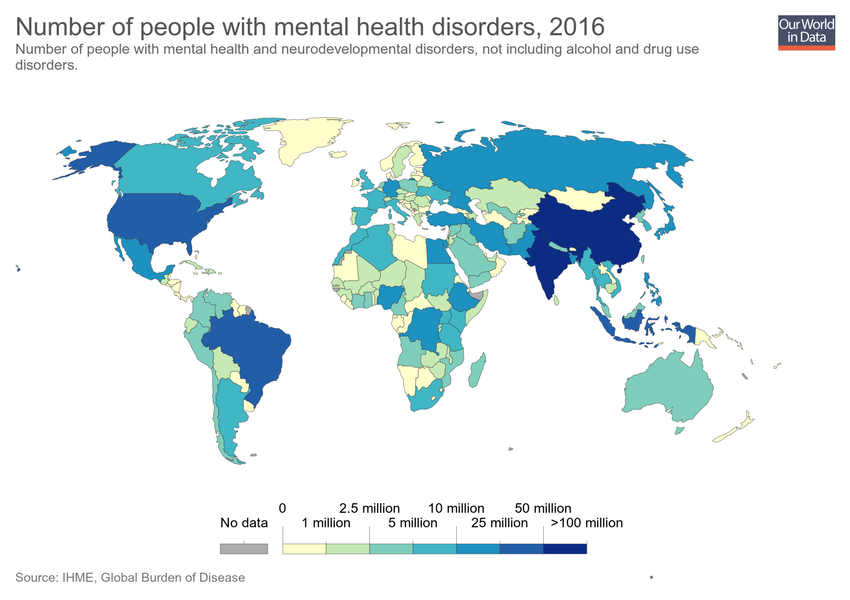 Number of people with mental health disorders, 2016
Our World
in Data
Number of people with mental health and neurodevelopmental disorders, not including alcohol and drug use
disorders.
0 2.5 million 10 million 50 million
No data 1 million 5 million 25 million >100 million
Source: IHME, Global Burden of Disease